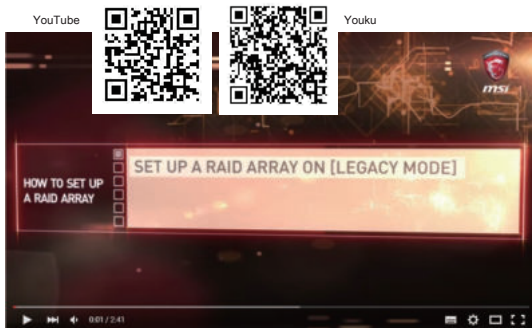 YouTube
Youku
msi
SET UP A RAID ARRAY ON [LEGACY MODE]
HOW TO SET UP
A RAID ARRAY
0:01 / 2:41